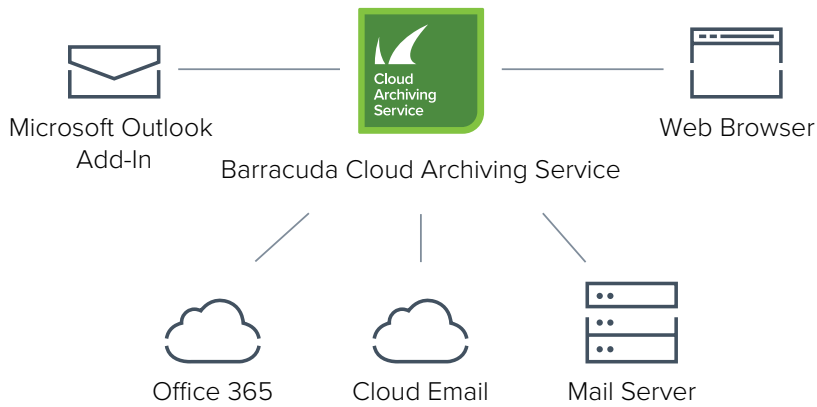 Cloud
Archiving
Service
Microsoft Outlook
Add-In
Web Browser
Barracuda Cloud Archiving Service
Office 365
Cloud Email
Mail Server